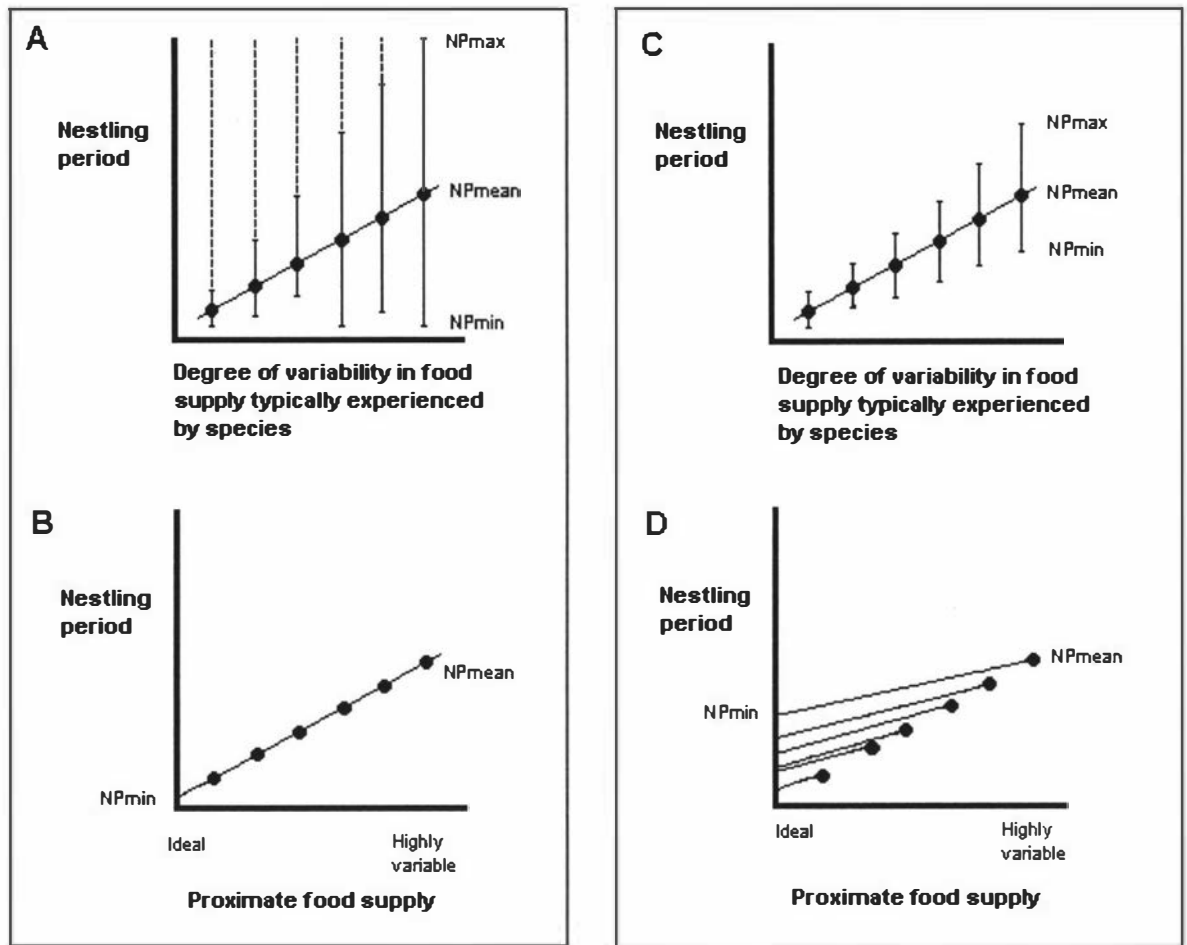 A
Nestling
period
NPmax
NPmean
NPmin
Degree of variability in food
supply typically experienced
by species
B
Nestling
period
NPmean
NPmin
Ideal
Highly
variable
Proximate food supply
C
Nestling
period
NPmax
NPmean
NPmin
Degree of variability in food
supply typically experienced
by species
D
Nestling
period
NPmean
NPmin
Ideal
Highly
variable
Proximate food supply